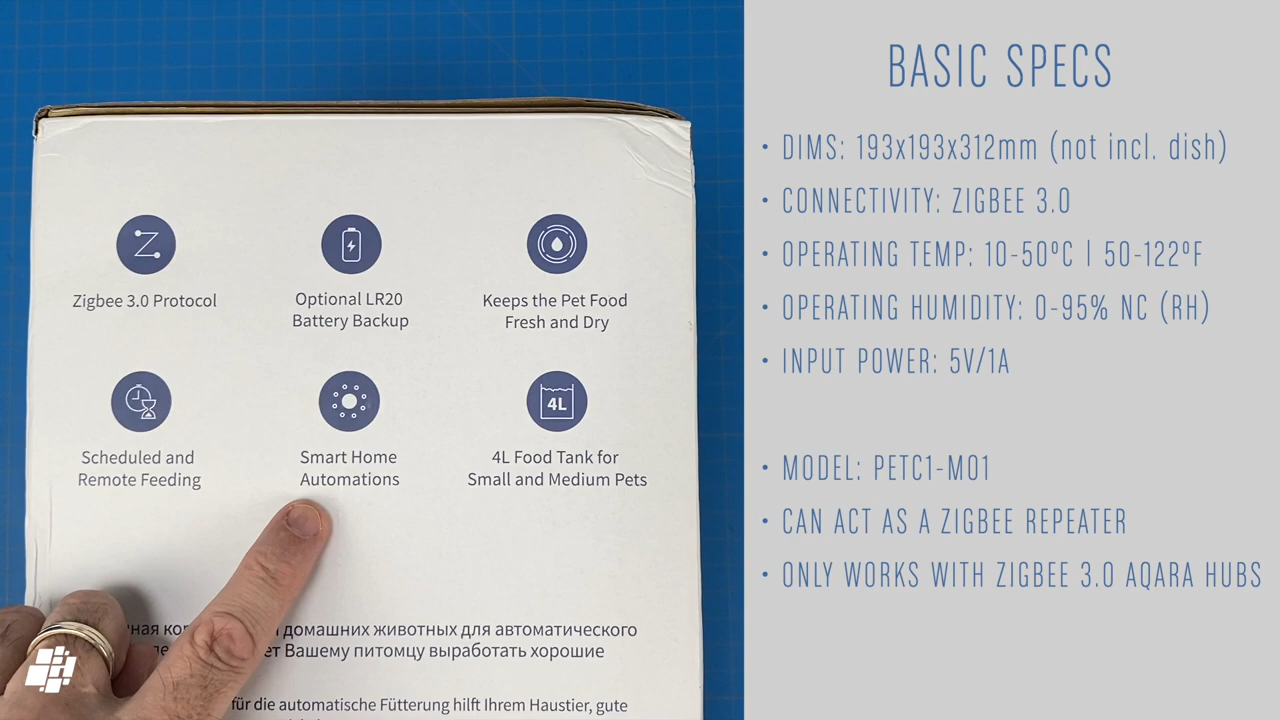 BASIC SPECS
• DIMS: 193x193x312mm (not incl. dish)
• CONNECTIVITY: ZIGBEE 3.0
• OPERATING TEMP: 10-50ºC | 50-122ºF
• OPERATING HUMIDITY: 0-95% NC (RH)
• INPUT POWER: 5V/1A
• MODEL: PETC1-M01
• CAN ACT AS A ZIGBEE REPEATER
• ONLY WORKS WITH ZIGBEE 3.0 AQARA HUBS
Zigbee 3.0 Protocol
Optional LR20
Battery Backup
Keeps the Pet Food
Fresh and Dry
Scheduled and
Remote Feeding
Smart Home
Automations
4L
4L Food Tank for
Small and Medium Pets
домашних животных для автоматического
Вашему питомцу выработать хорошие
für die automatische Fütterung hilft Ihrem Haustier, gute